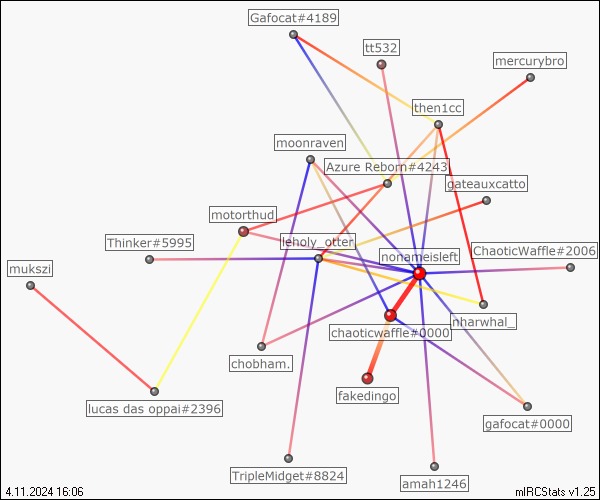 Gafocat#4189
tt532
mercurybro
then1cc
moonraven
Azure Reborn#4243
gateauxcatto
motorthud
Thinker#5995
leholy_otter
nonameisleft
ChaoticWaffle#2006
mukszi
nharwhal_
chaoticwaffle#0000
chobham.
fakedingo
lucas das oppai#2396
gafocat#0000
TripleMidget#8824
amah1246
4.11.2024 16:06
mIRCStats v1.25